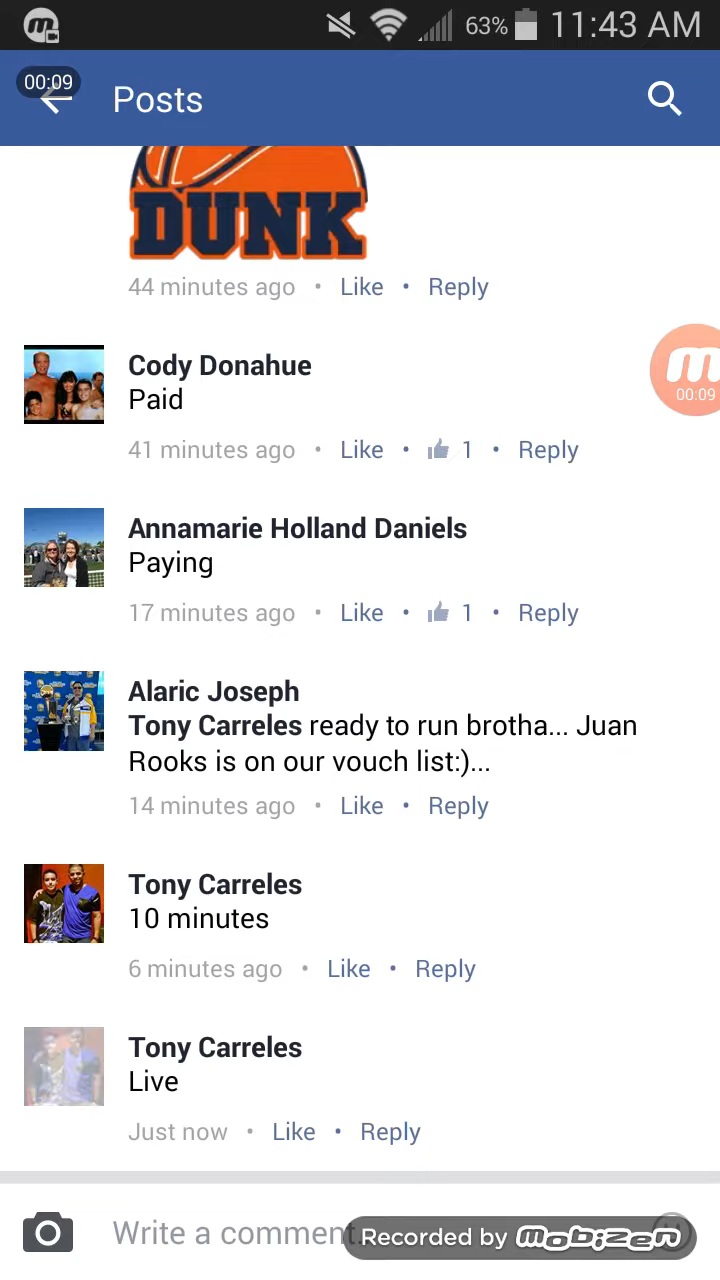 63% 11:43 AM
00:09
Posts
DUNK
44 minutes ago • Like • Reply
Cody Donahue
Paid
41 minutes ago • Like • 1 • Reply
00:09
Annamarie Holland Daniels
Paying
17 minutes ago • Like • 1 • Reply
Alaric Joseph
Tony Carreles ready to run brotha... Juan
Rooks is on our vouch list:)...
14 minutes ago • Like • Reply
Tony Carreles
10 minutes
6 minutes ago • Like • Reply
Tony Carreles
Live
Just now • Like • Reply
Write a comment.
Recorded by mobizen